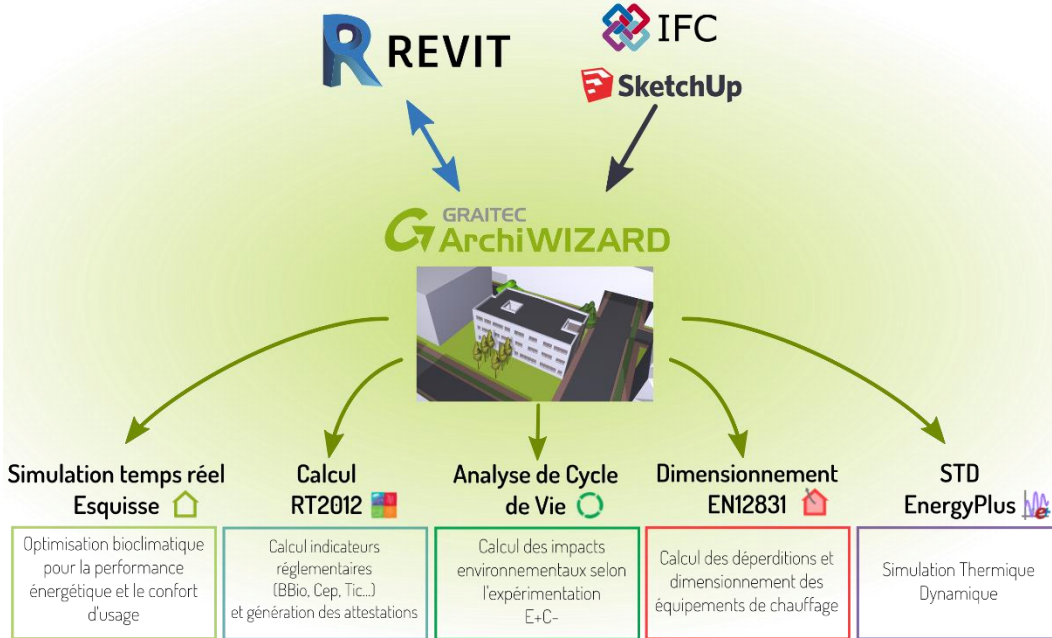 REVIT
IFC
SketchUp
GRAITEC
ArchiWIZARD
Simulation temps réel
Esquisse
Optimisation bioclimatique
pour la performance
énergétique et le confort
d'usage
Calcul
RT2012
Calcul indicateurs
réglementaires
(BBio, Cep, Tic...)
et génération des attestations
Analyse de Cycle
de Vie
Calcul des impacts
environnementaux selon
l'expérimentation
E+C-
Dimensionnement
EN12831
Calcul des déperditions et
dimensionnement des
équipements de chauffage
STD
EnergyPlus
Simulation Thermique
Dynamique